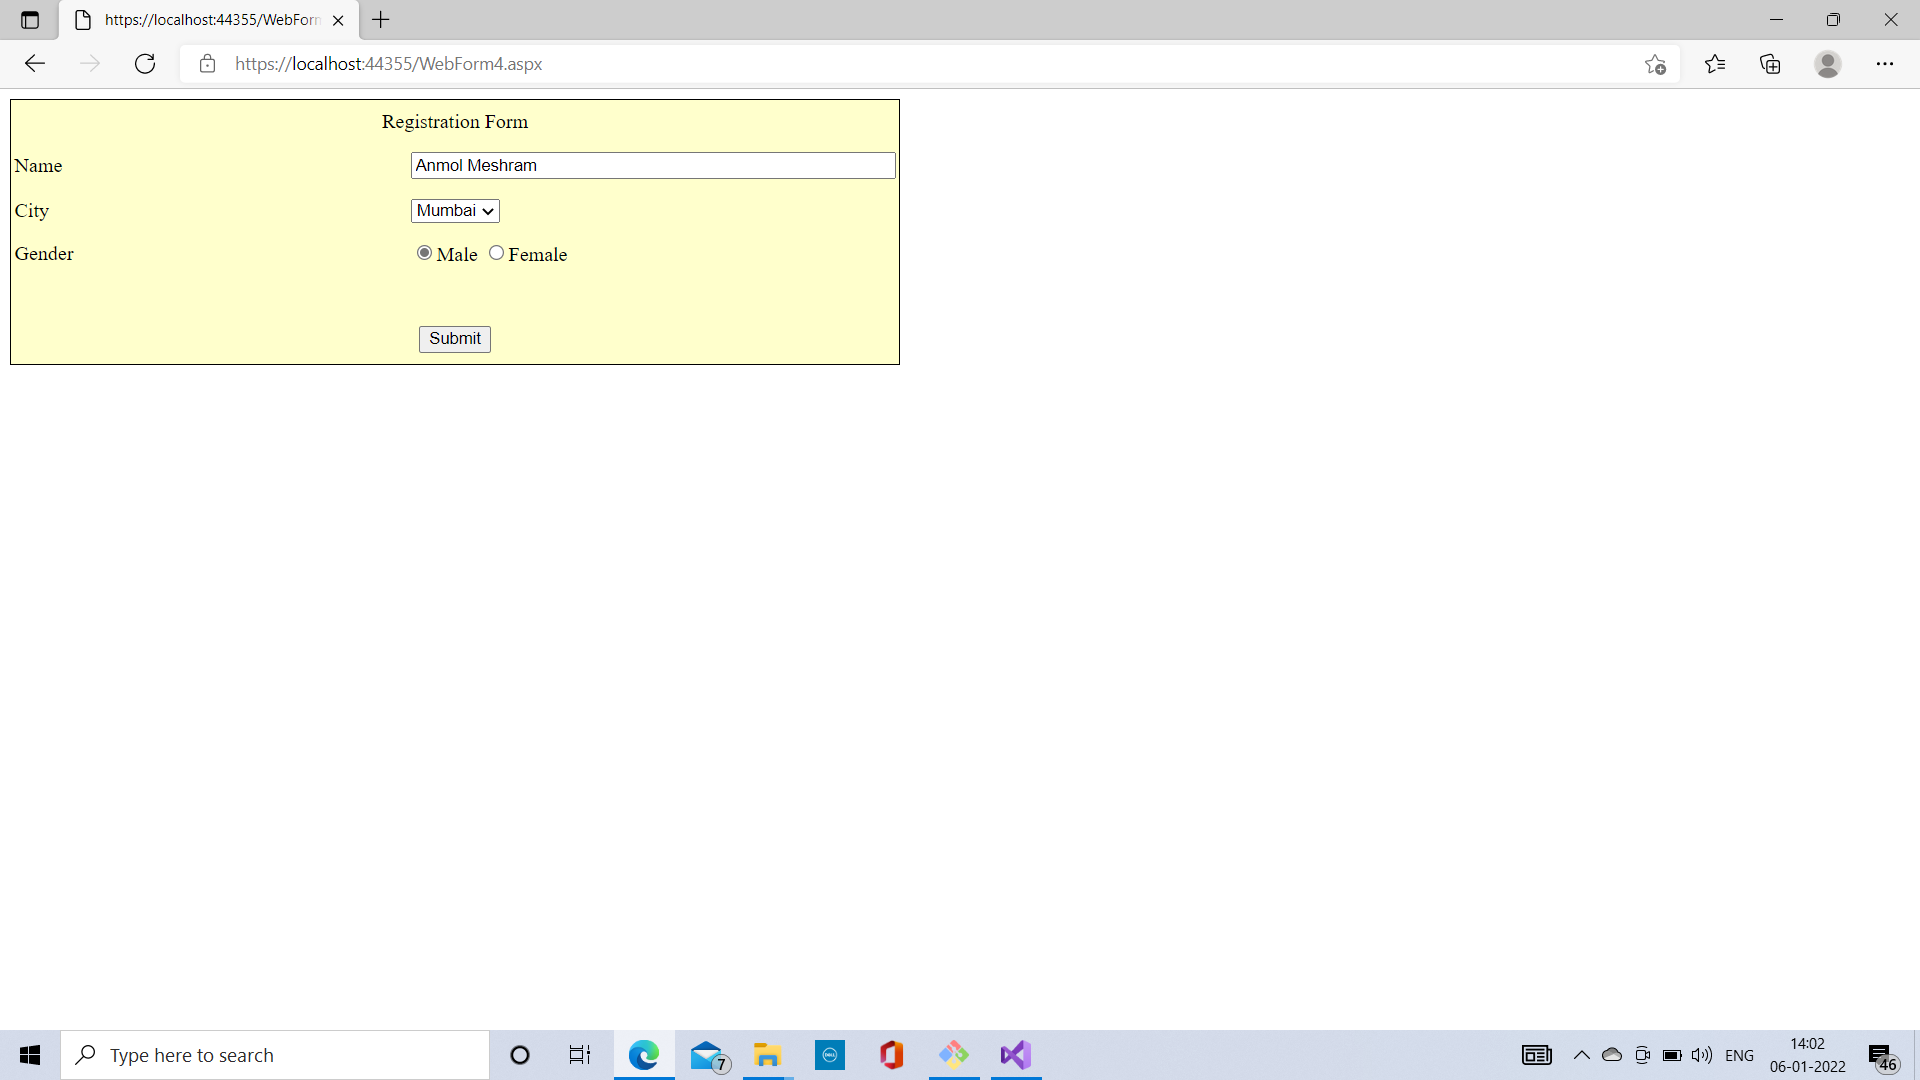 https://localhost:44355/WebForm
https://localhost:44355/WebForm4.aspx
Registration Form
Name Anmol Meshram
City Mumbai
Gender Male Female
Submit
Type here to search
7
DELL
ENG
14:02
06-01-2022
46